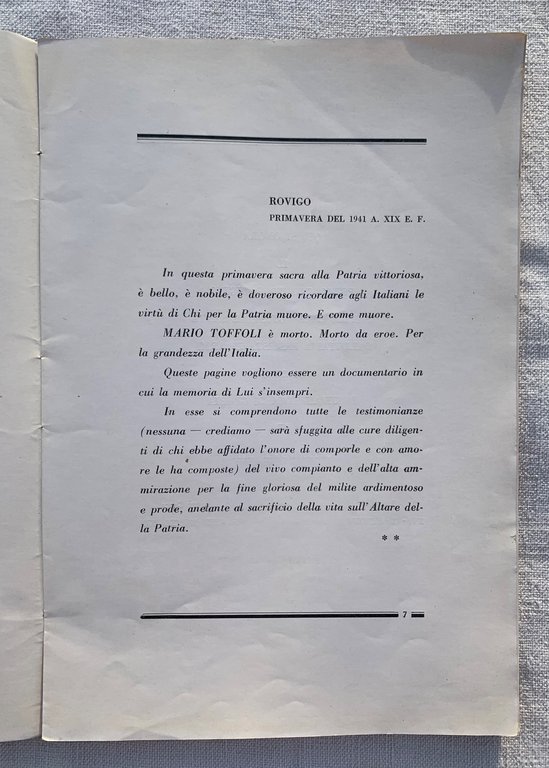 ROVIGO
PRIMAVERA DEL 1941 A. XIX E. F.
In questa primavera sacra alla Patria vittoriosa,
è bello, è nobile, è doveroso ricordare agli Italiani le
virtù di Chi per la Patria muore. E come muore.
MARIO TOFFOLI è morto. Morto da eroe. Per
la grandezza dell'Italia.
Queste pagine vogliono essere un documentario in
cui la memoria di Lui s'insempri.
In esse si comprendono tutte le testimonianze
(nessuna — crediamo — sarà sfuggita alle cure diligen-
ti di chi ebbe affidato l'onore di comporle e con amo-
re le ha composte) del vivo compianto e dell'alta am-
mirazione per la fine gloriosa del milite ardimentoso
e prode, anelante al sacrificio della vita sull'Altare del-
la Patria.
* *
7